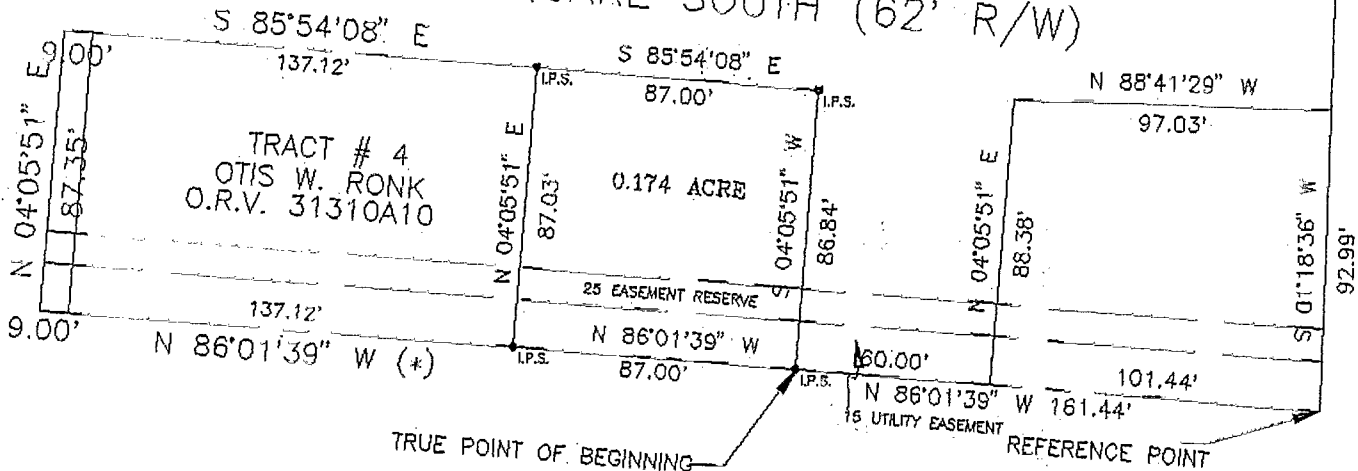 SOUTH (62' R/W)
S 85°54'08" E
137.12'
S 85°54'08" E
87.00'
N 88°41'29" W
97.03'
9.00'
N 04°05'51" E
87.35'
TRACT # 4
OTIS W. RONK
O.R.V. 31310A10
I.P.S.
N 04°05'51" E
87.03'
0.174 ACRE
I.P.S.
S 04°05'51" W
86.84'
N 04°05'51" E
88.38'
S 01°18'36" W
92.99'
25 EASEMENT RESERVE
9.00'
137.12'
N 86°01'39" W (*)
I.P.S.
N 86°01'39" W
87.00'
I.P.S.
60.00'
101.44'
N 86°01'39" W 161.44'
15 UTILITY EASEMENT
TRUE POINT OF BEGINNING
REFERENCE POINT